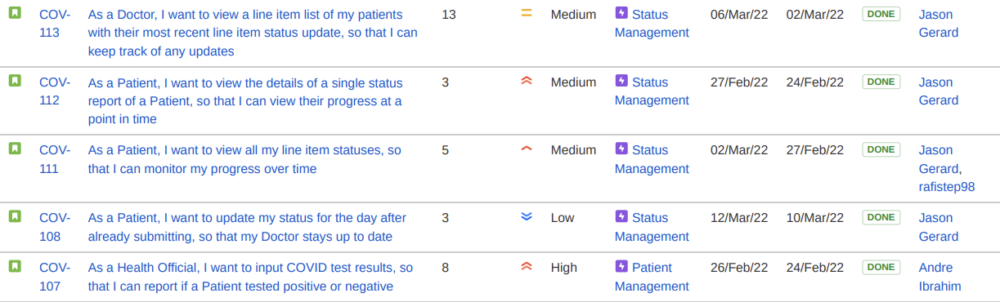 COV-113 As a Doctor, I want to view a line item list of my patients with their most recent line item status update, so that I can keep track of any updates 13 Medium Status Management 06/Mar/22 02/Mar/22 DONE Jason Gerard
COV-112 As a Patient, I want to view the details of a single status report of a Patient, so that I can view their progress at a point in time 3 Medium Status Management 27/Feb/22 24/Feb/22 DONE Jason Gerard
COV-111 As a Patient, I want to view all my line item statuses, so that I can monitor my progress over time 5 Medium Status Management 02/Mar/22 27/Feb/22 DONE Jason Gerard, rafistep98
COV-108 As a Patient, I want to update my status for the day after already submitting, so that my Doctor stays up to date 3 Low Status Management 12/Mar/22 10/Mar/22 DONE Jason Gerard
COV-107 As a Health Official, I want to input COVID test results, so that I can report if a Patient tested positive or negative 8 High Patient Management 26/Feb/22 24/Feb/22 DONE Andre Ibrahim